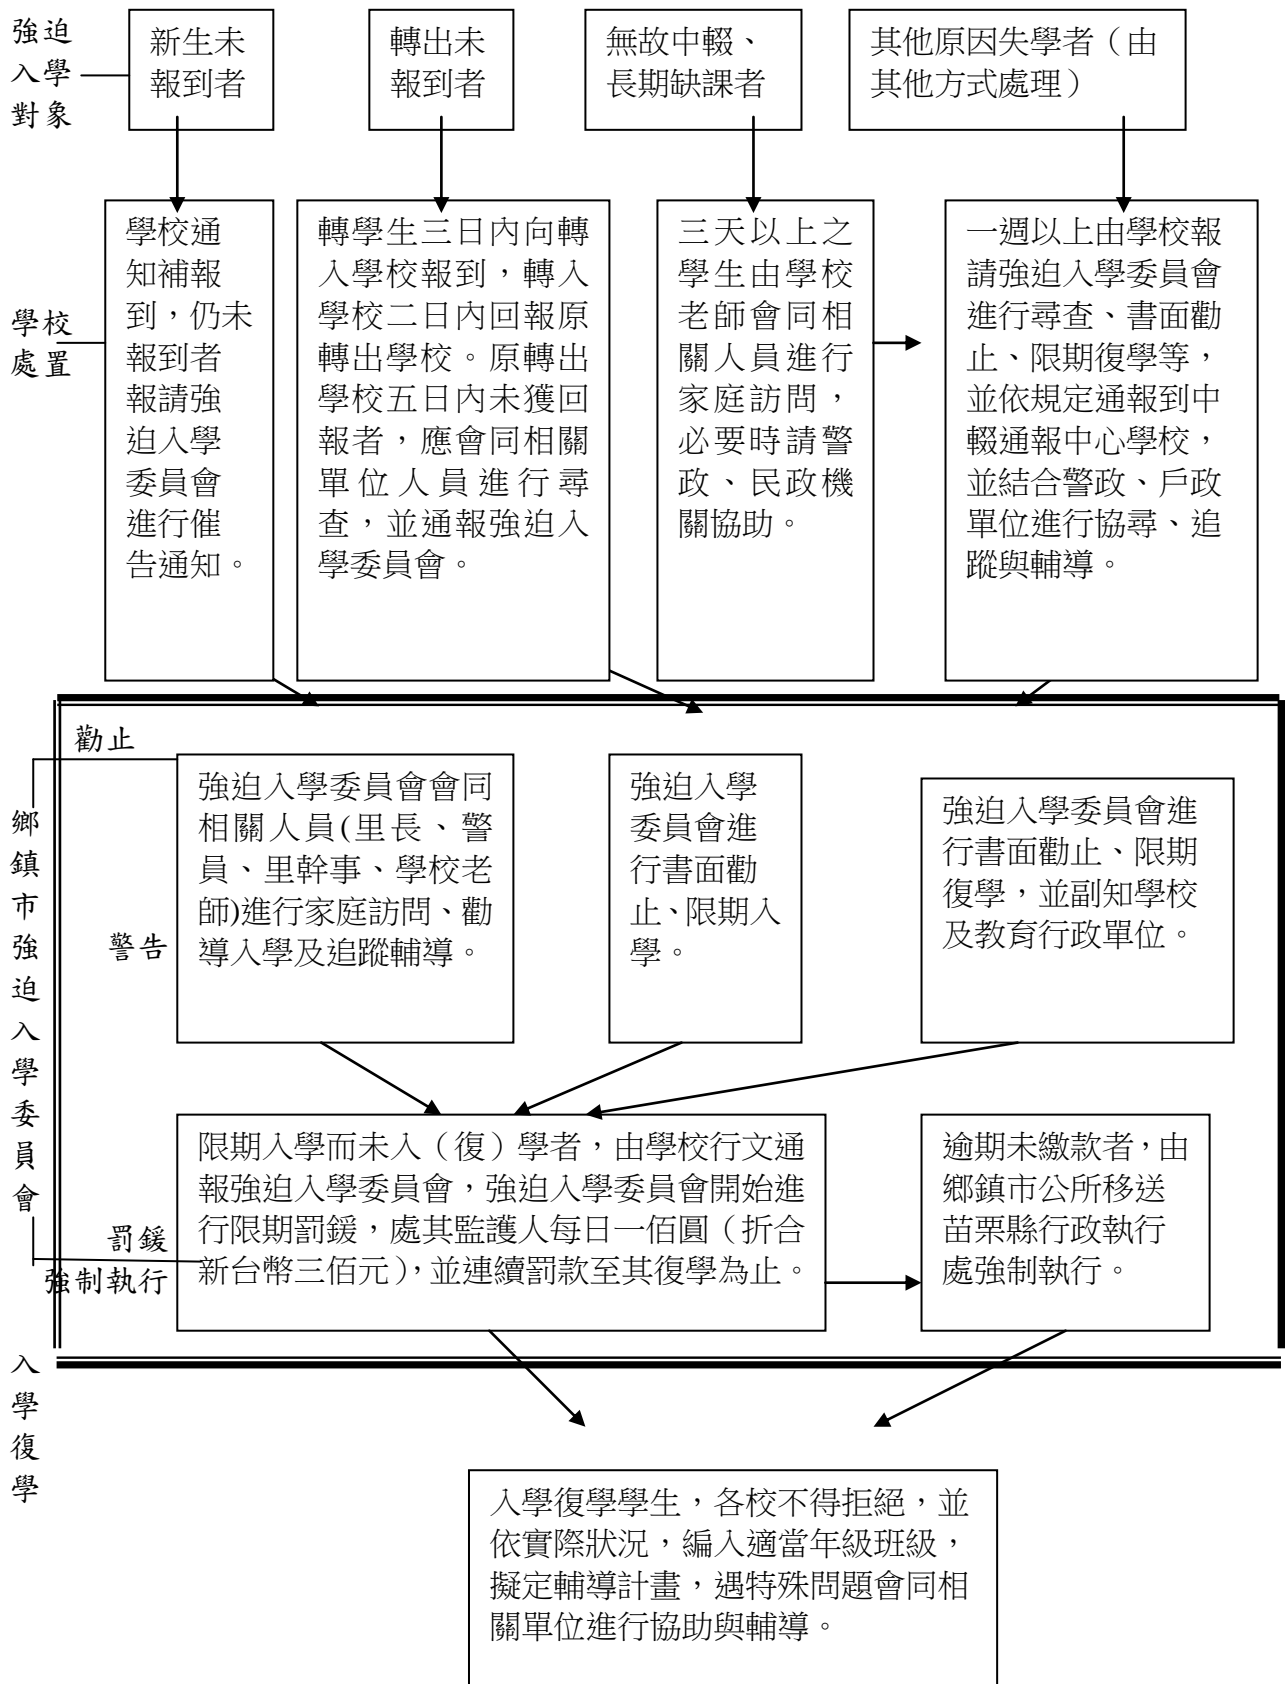 強迫
入學
對象
新生未
報到者
轉出未
報到者
無故中輟、
長期缺課者
其他原因失學者（由
其他方式處理）
學校
處置
學校通
知補報
到，仍未
報到者
報請強
迫入學
委員會
進行催
告通知。
轉學生三日內向轉
入學校報到，轉入
學校二日內回報原
轉出學校。原轉出
學校五日內未獲回
報者，應會同相關
單位人員進行尋
查，並通報強迫入
學委員會。
三天以上之
學生由學校
老師會同相
關人員進行
家庭訪問，
必要時請警
政、民政機
關協助。
一週以上由學校報
請強迫入學委員會
進行尋查、書面勸
止、限期復學等，
並依規定通報到中
輟通報中心學校，
並結合警政、戶政
單位進行協尋、追
蹤與輔導。
鄉鎮市強迫入學委員會
勸止
警告
強迫入學委員會會同
相關人員(里長、警
員、里幹事、學校老
師)進行家庭訪問、勸
導入學及追蹤輔導。
強迫入學
委員會進
行書面勸
止、限期入
學。
強迫入學委員會進
行書面勸止、限期
復學，並副知學校
及教育行政單位。
罰鍰
強制執行
限期入學而未入（復）學者，由學校行文通
報強迫入學委員會，強迫入學委員會開始進
行限期罰鍰，處其監護人每日一佰圓（折合
新台幣三佰元），並連續罰款至其復學為止。
逾期未繳款者，由
鄉鎮市公所移送
苗栗縣行政執行
處強制執行。
入學復學
入學復學學生，各校不得拒絕，並
依實際狀況，編入適當年級班級，
擬定輔導計畫，遇特殊問題會同相
關單位進行協助與輔導。